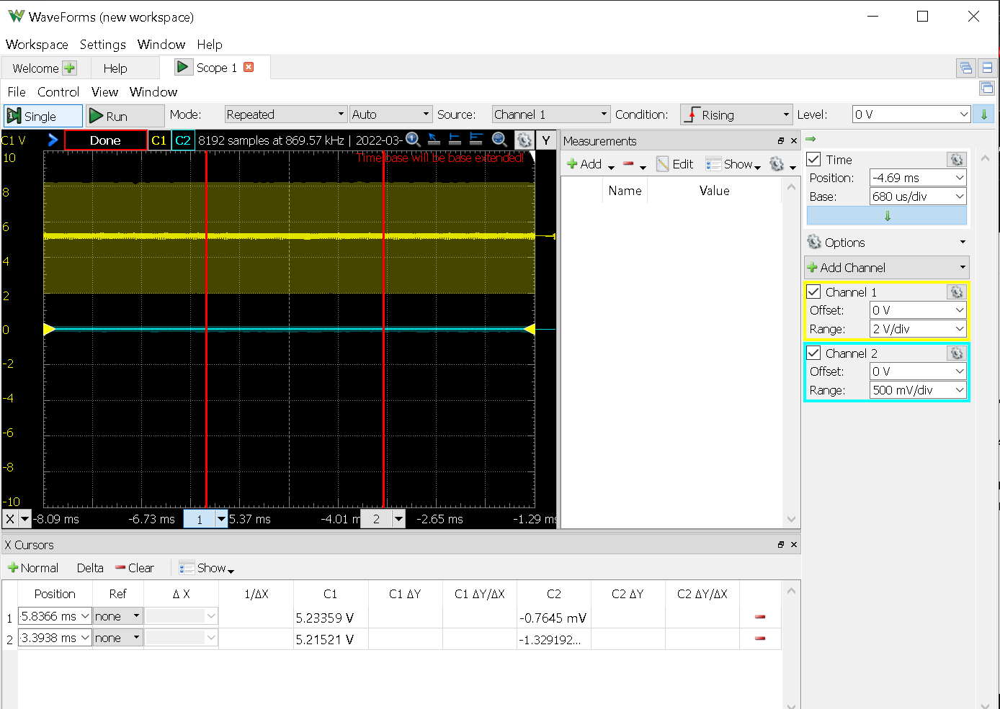 WaveForms (new workspace)
Workspace Settings Window Help
Welcome Help Scope 1
File Control View Window
Single Run Mode: Repeated Auto Source: Channel 1 Condition: Rising Level: 0 V
C1 V Done C1 C2 8192 samples at 869.57 kHz | 2022-03- Y
Time base will be base extended!
10
8
6
4
2
0
-2
-4
-6
-8
-10
X -8.09 ms -6.73 ms 1 5.37 ms -4.01 m 2 -2.65 ms -1.29 ms
Measurements
Add Edit Show
Name Value
Time
Position: -4.69 ms
Base: 680 us/div
Options
Add Channel
Channel 1
Offset: 0 V
Range: 2 V/div
Channel 2
Offset: 0 V
Range: 500 mV/div
X Cursors
Normal Delta Clear Show
Position Ref Δ X 1/ΔX C1 C1 ΔY C1 ΔY/ΔX C2 C2 ΔY C2 ΔY/ΔX
1 -5.8366 ms none 5.23359 V -0.7645 mV
2 -3.3938 ms none 5.21521 V -1.329192...